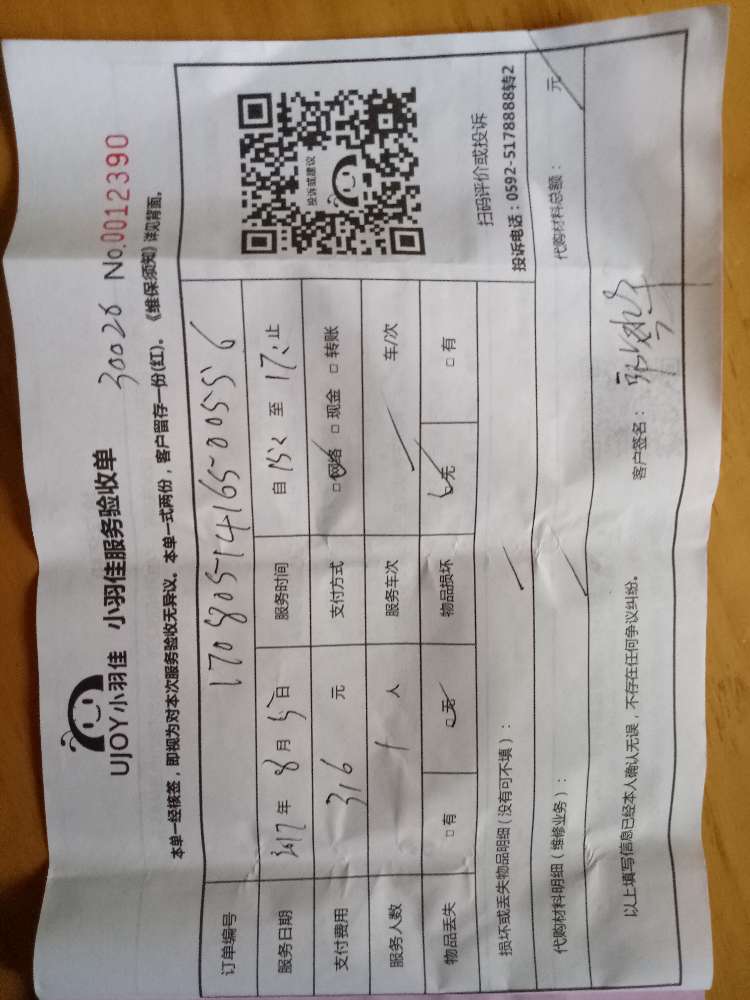 UJOY小羽佳 小羽佳服务验收单 30026 No.0012390
本单一经核签，即视为对本次服务验收无异议。本单一式两份，客户留存一份(红)。《维保须知》详见背面。
订单编号 170805-14165-005556
服务日期 2017年8月5日 服务时间 自 15:2 至 17:2 止
支付费用 316 元 支付方式 □网络 □现金 □转账
服务人数 1 人 服务车次 车/次
物品丢失 □有 □无 物品损坏 □无 □有
投诉或建议
扫码评价或投诉
投诉电话：0592-5178888转2
损坏或丢失物品明细（没有可不填）：
代购材料明细（维修业务）： 代购材料总额： 元
以上填写信息已经本人确认无误，不存在任何争议纠纷。 客户签名：